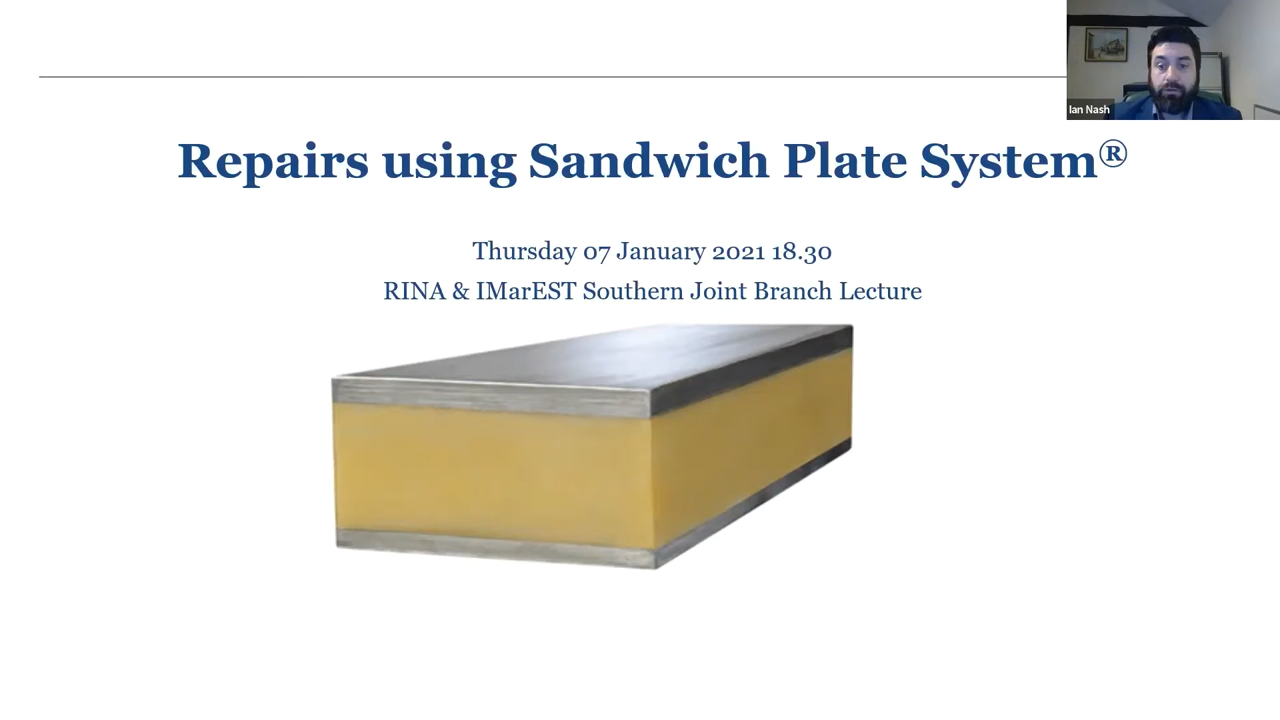 Ian Nash
Repairs using Sandwich Plate System®
Thursday 07 January 2021 18.30
RINA & IMarEST Southern Joint Branch Lecture